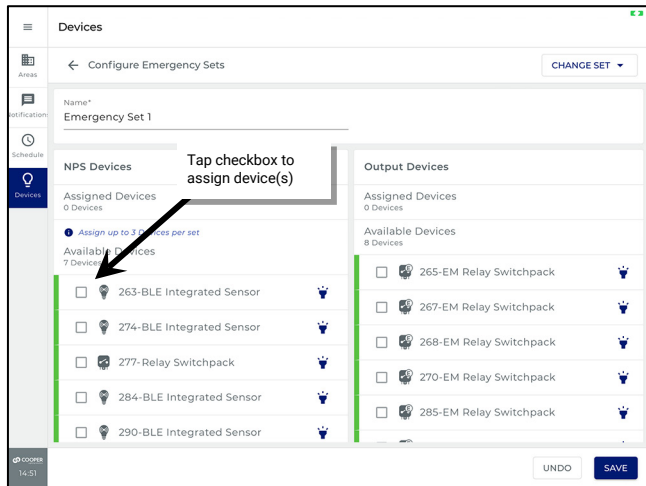 Devices
Areas
Configure Emergency Sets
CHANGE SET
Notifications
Name*
Emergency Set 1
Schedule
Devices
NPS Devices
Tap checkbox to
assign device(s)
Assigned Devices
0 Devices
Assign up to 3 Devices per set
Available Devices
7 Devices
263-BLE Integrated Sensor
274-BLE Integrated Sensor
277-Relay Switchpack
284-BLE Integrated Sensor
290-BLE Integrated Sensor
Output Devices
Assigned Devices
0 Devices
Available Devices
8 Devices
265-EM Relay Switchpack
267-EM Relay Switchpack
268-EM Relay Switchpack
270-EM Relay Switchpack
285-EM Relay Switchpack
COOPER
14:51
UNDO
SAVE